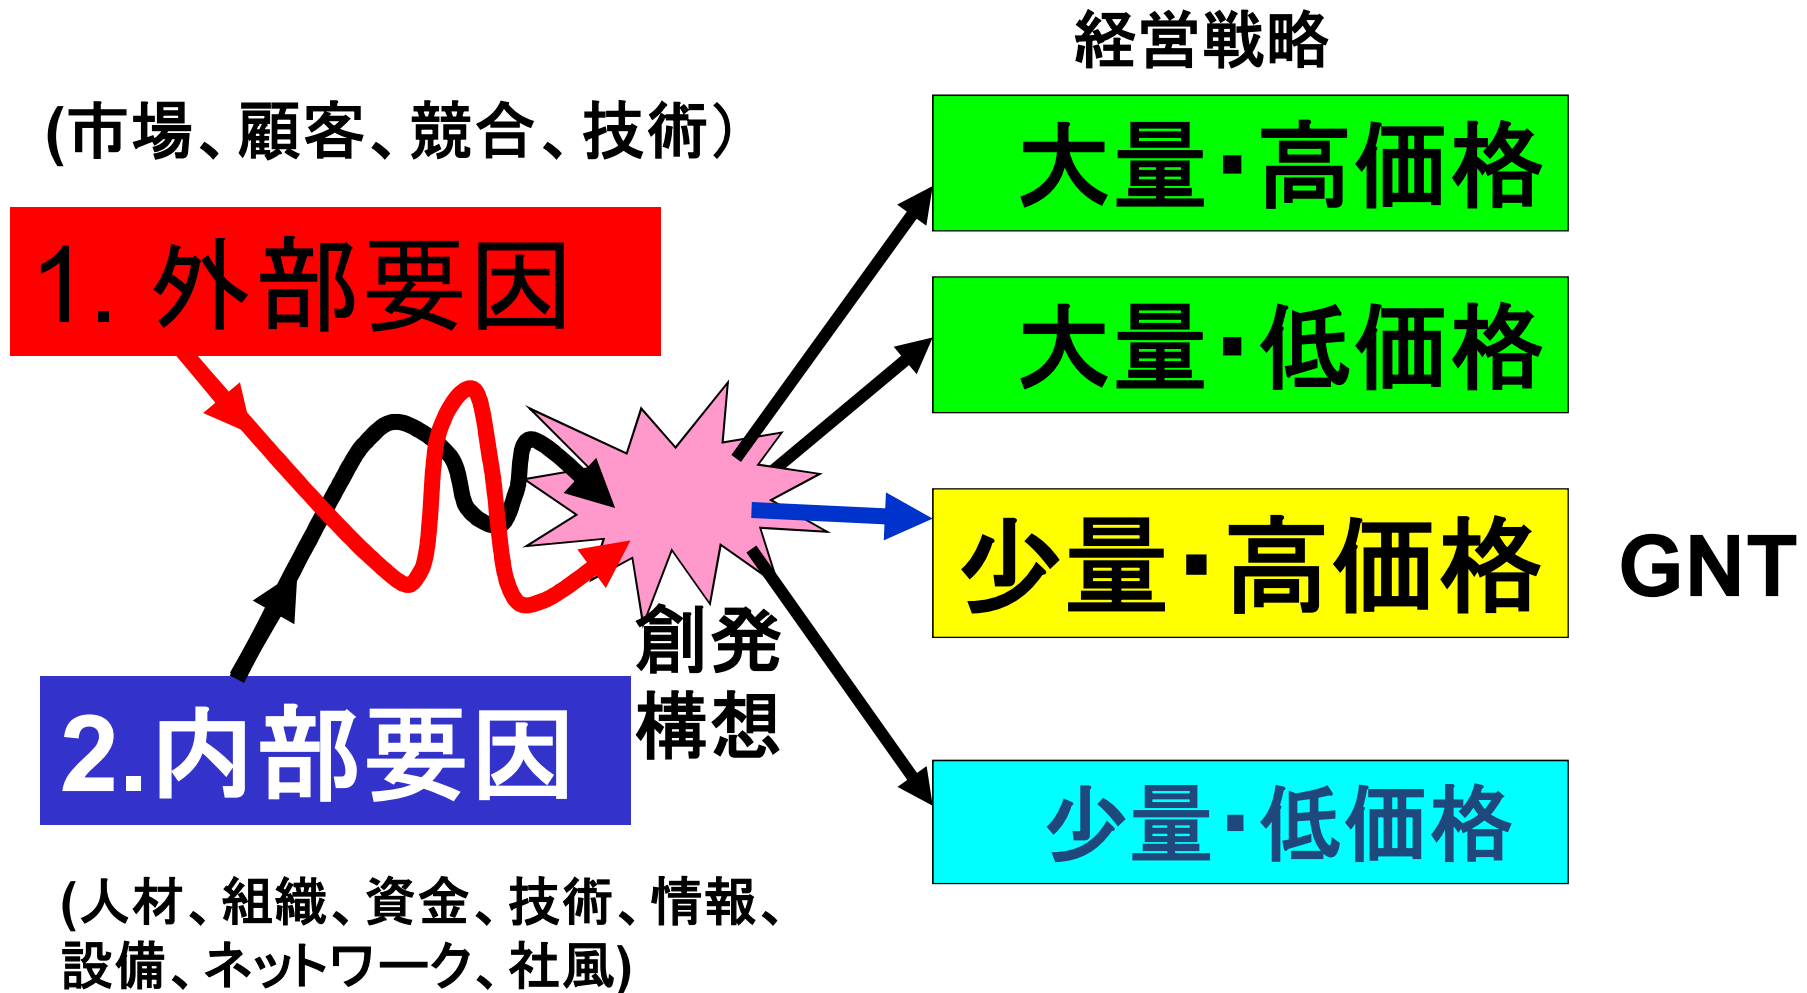 経営戦略
(市場、顧客、競合、技術）
大量・高価格
1. 外部要因
大量・低価格
少量・高価格
GNT
創発
構想
2.内部要因
少量・低価格
(人材、組織、資金、技術、情報、
設備、ネットワーク、社風)